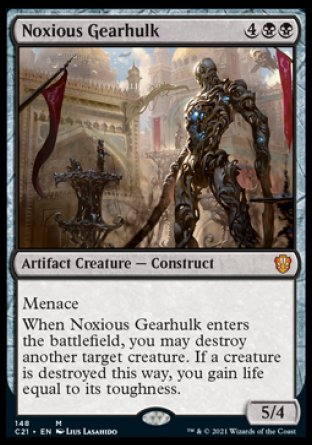 Noxious Gearhulk 4
Artifact Creature — Construct
Menace
When Noxious Gearhulk enters
the battlefield, you may destroy
another target creature. If a creature
is destroyed this way, you gain life
equal to its toughness.
5/4
148 M
C21 • EN Lius Lasahido
™ & © 2021 Wizards of the Coast